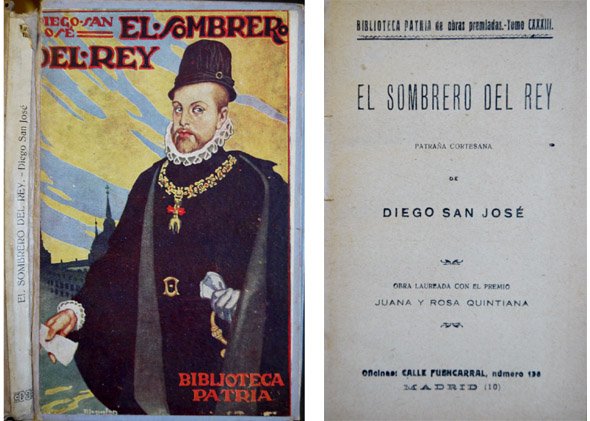 EL SOMBRERO DEL REY.- Diego San José
DIEGO-SAN
JOSÉ
EL-SOMBRERO
DEL-REY
BIBLIOTECA
PATRIA
BIBLIOTECA PATRIA de obras premiadas.-Tomo CXXXIII.
EL SOMBRERO DEL REY
PATRAÑA CORTESANA
DE
DIEGO SAN JOSÉ
OBRA LAUREADA CON EL PREMIO
JUANA Y ROSA QUINTIANA
Oficinas: CALLE FUENCARRAL, número 138
MADRID (10)